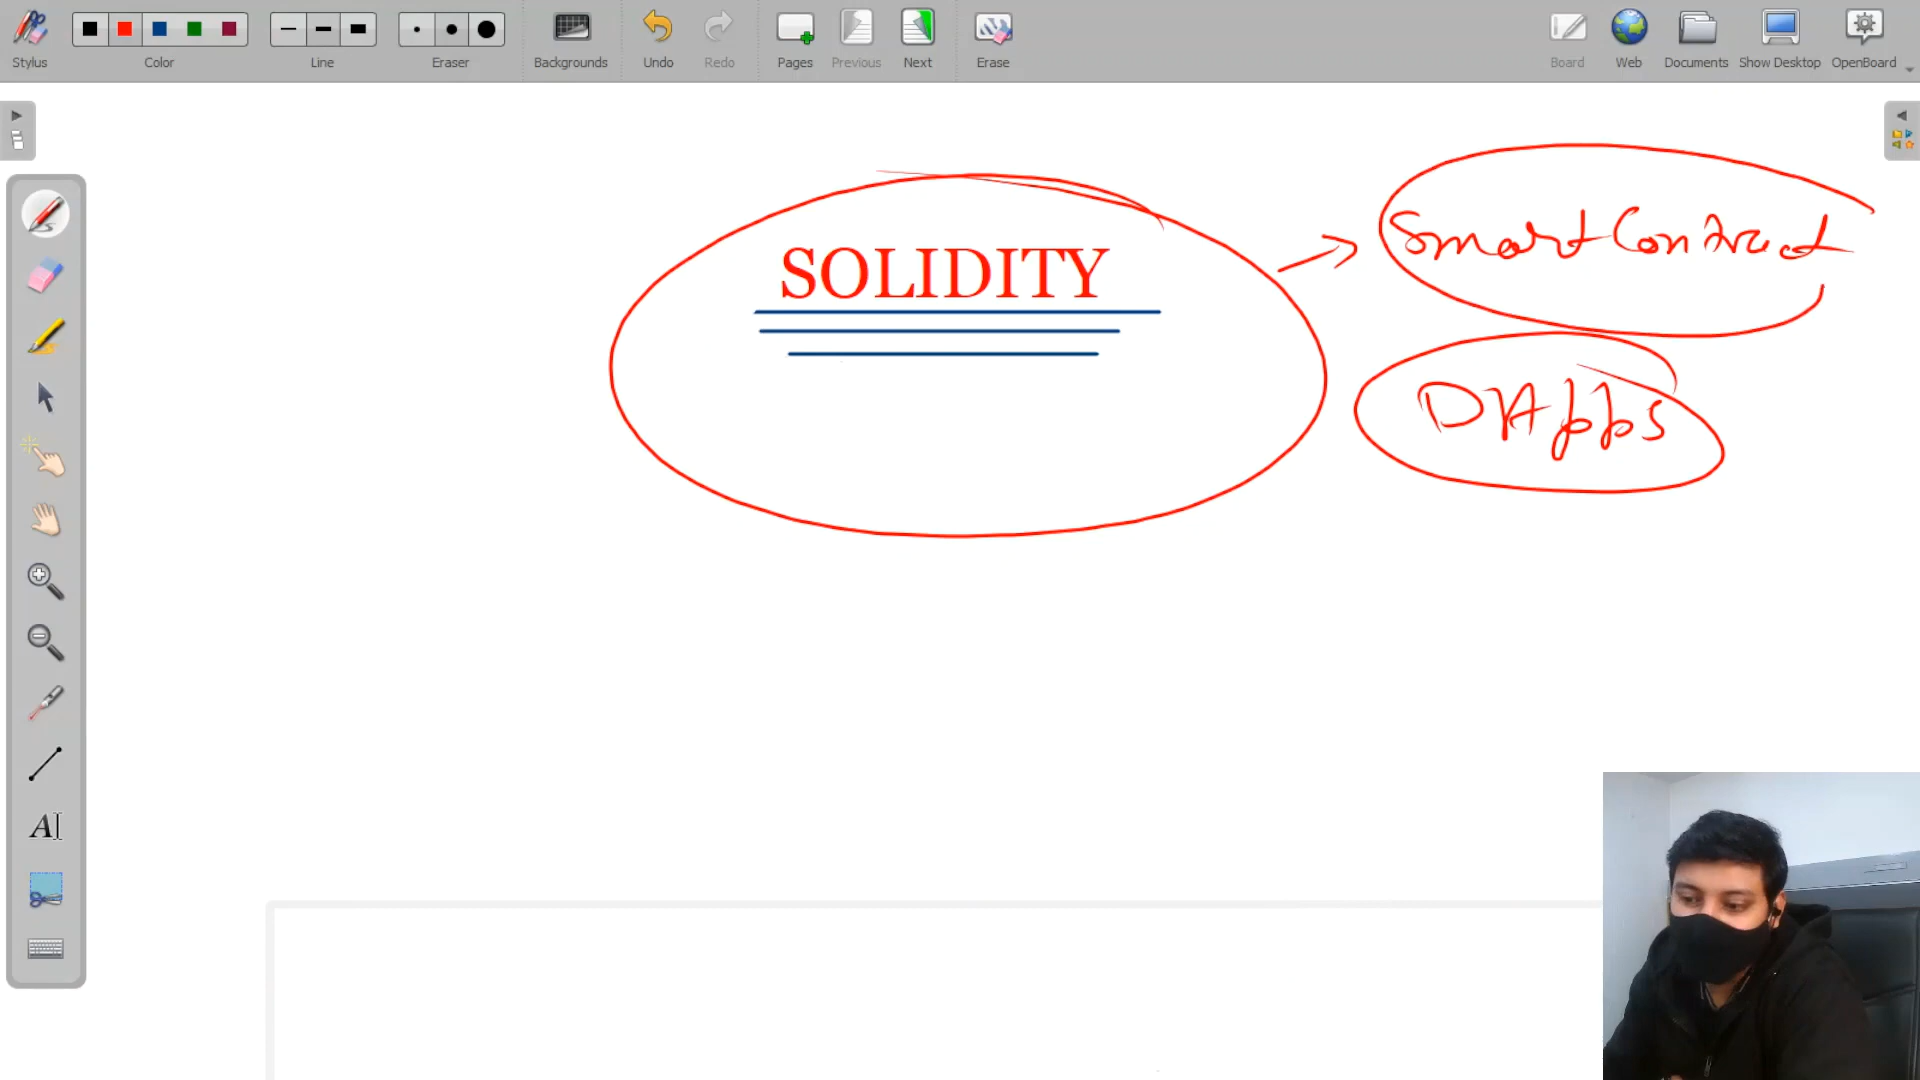 Stylus
Color
Line
Eraser
Backgrounds
Undo
Redo
Pages
Previous
Next
Erase
Board
Web
Documents
Show Desktop
OpenBoard
SOLIDITY
Smart Contract
DApps